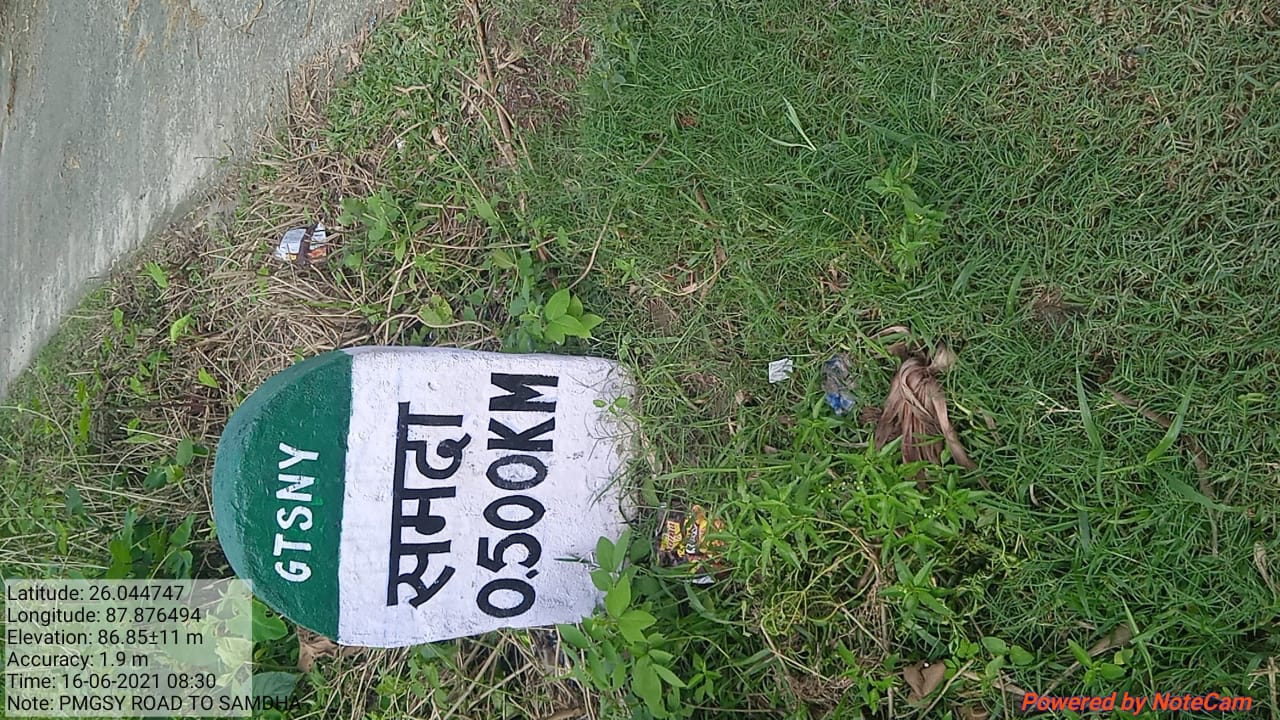 GTSNY
समदा
0.500KM
Latitude: 26.044747
Longitude: 87.876494
Elevation: 86.85±11 m
Accuracy: 1.9 m
Time: 16-06-2021 08:30
Note: PMGSY ROAD TO SAMDHA
Powered by NoteCam